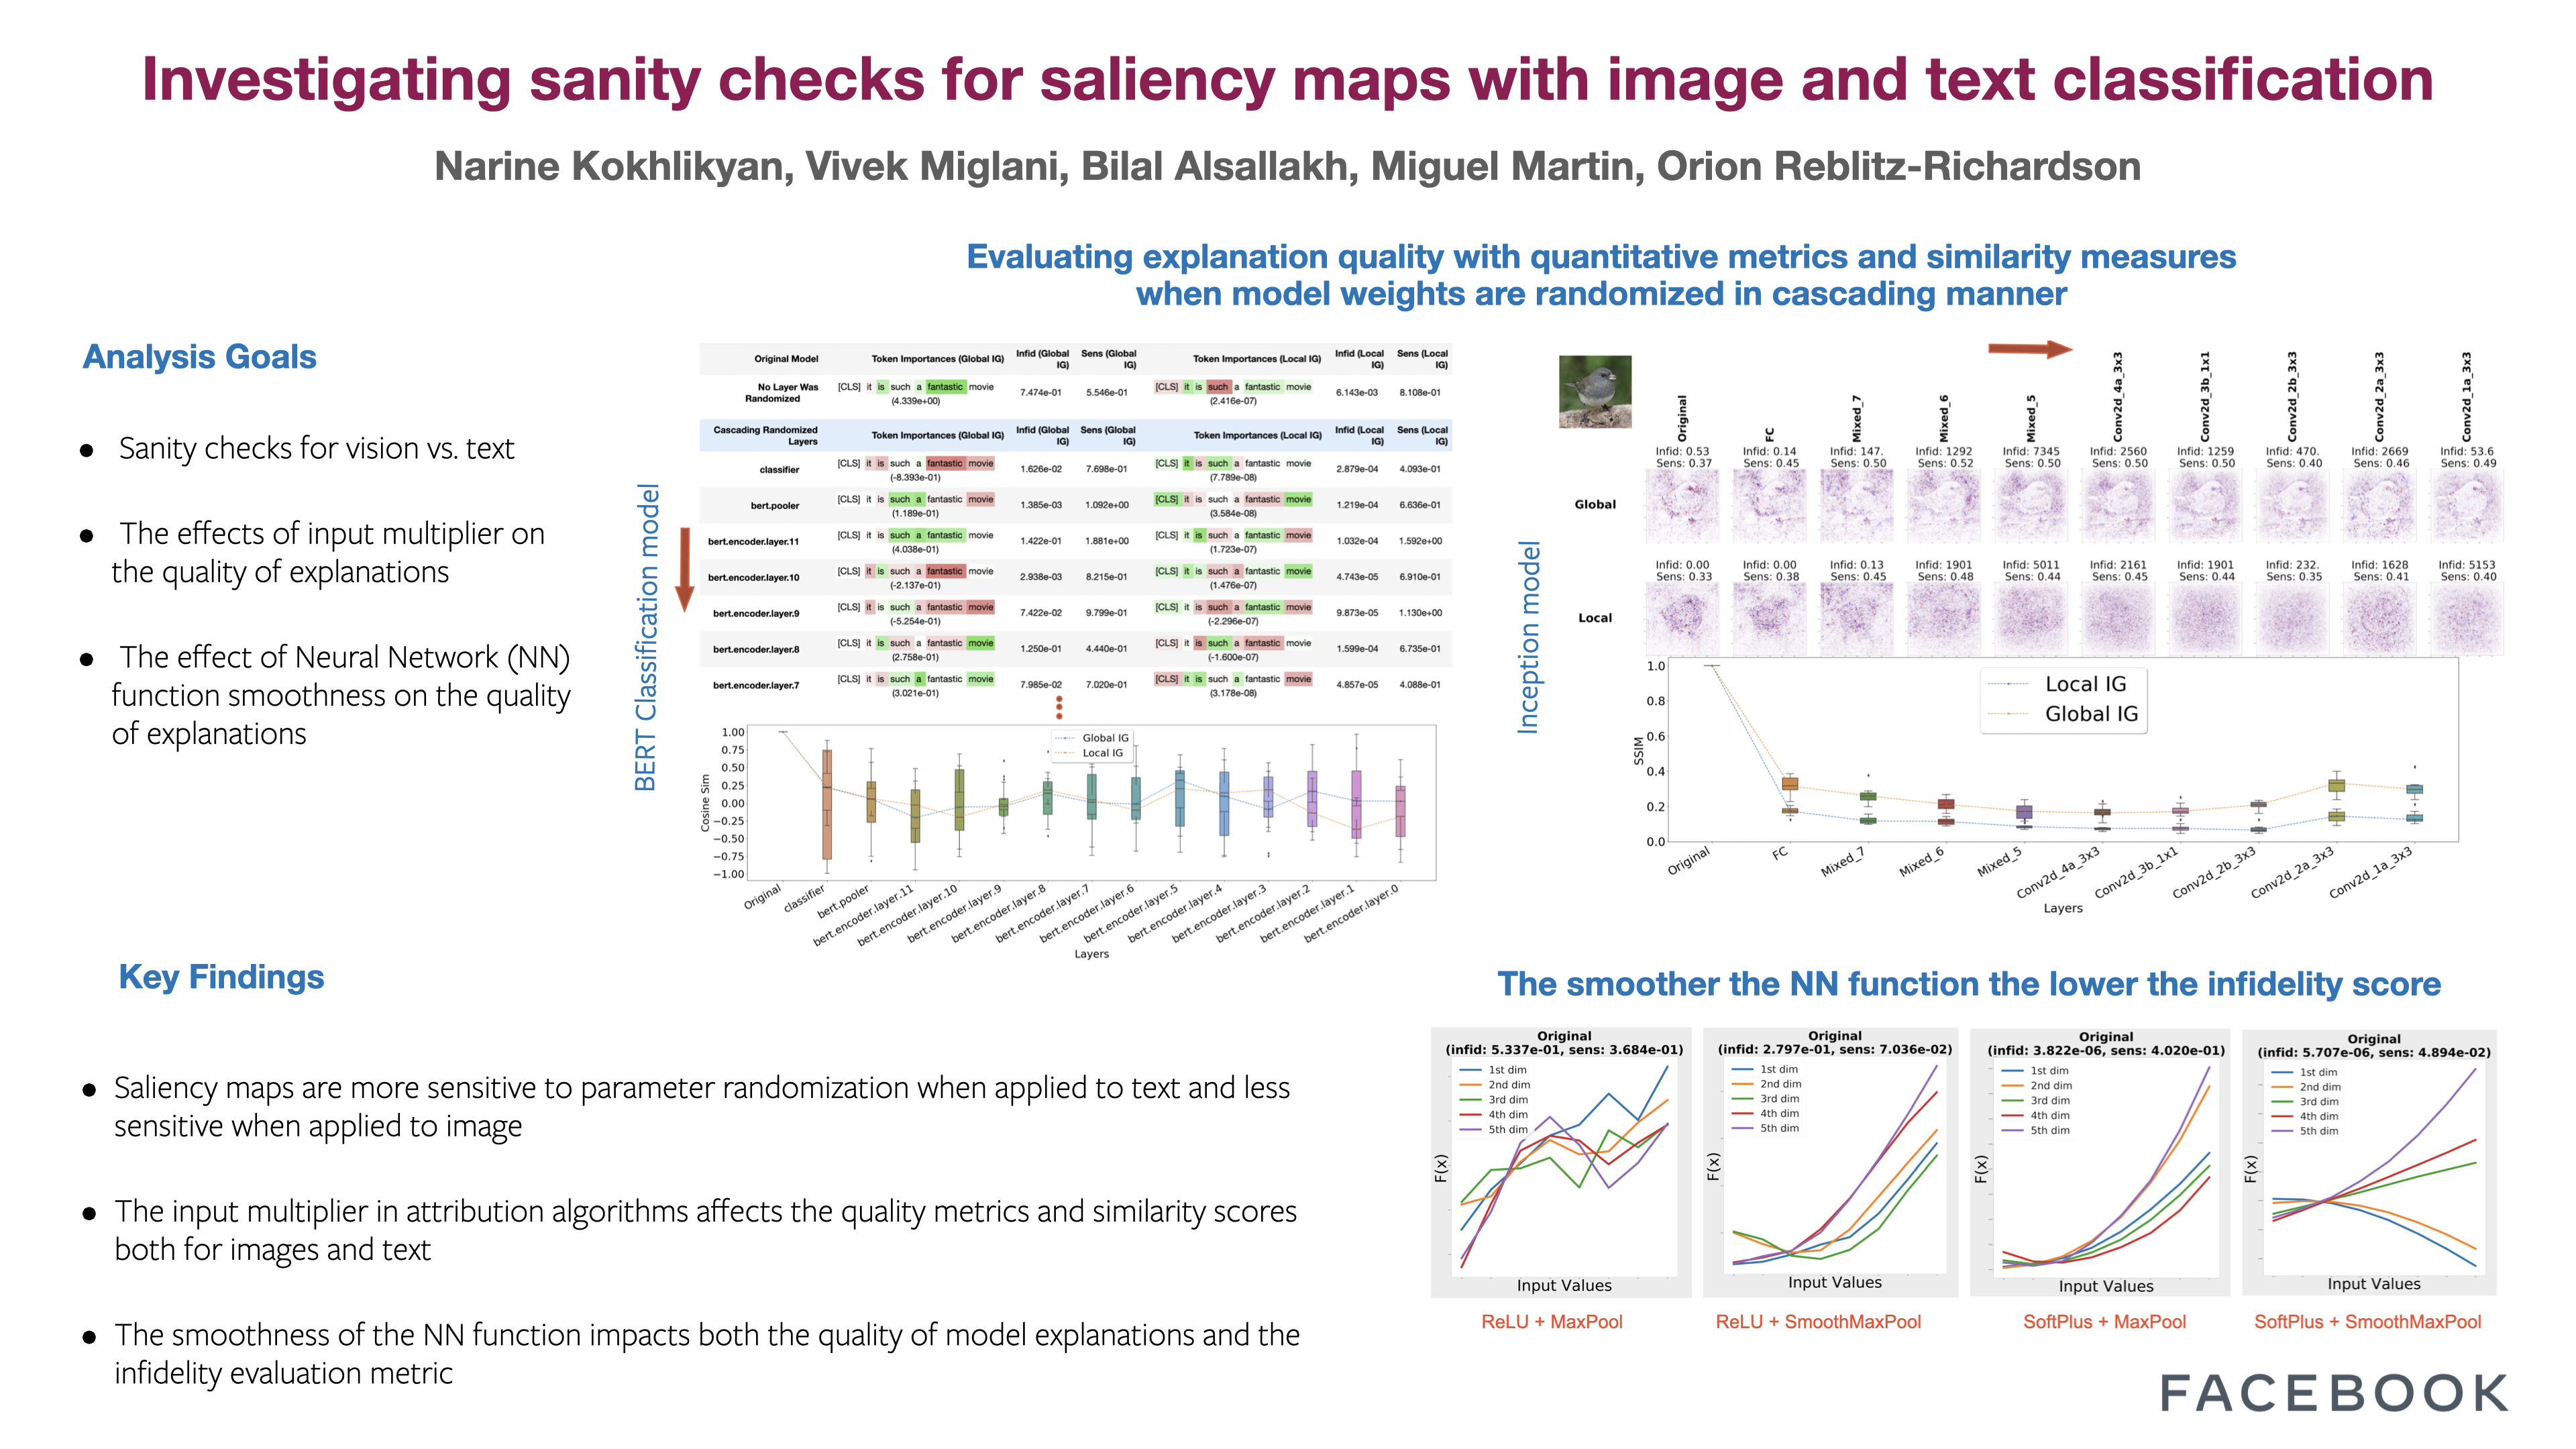 Investigating sanity checks for saliency maps with image and text classification
Narine Kokhlikyan, Vivek Miglani, Bilal Alsallakh, Miguel Martin, Orion Reblitz-Richardson
Evaluating explanation quality with quantitative metrics and similarity measures
when model weights are randomized in cascading manner
Analysis Goals
● Sanity checks for vision vs. text
● The effects of input multiplier on
the quality of explanations
● The effect of Neural Network (NN)
function smoothness on the quality
of explanations
BERT Classification model
Original Model Token Importances (Global IG) Infid (Global IG) Sens (Global IG) Token Importances (Local IG) Infid (Local IG) Sens (Local IG)
No Layer Was Randomized [CLS] it is such a fantastic movie (4.339e+00) 7.474e-01 5.546e-01 [CLS] it is such a fantastic movie (2.416e-07) 6.143e-03 8.108e-01
Cascading Randomized Layers Token Importances (Global IG) Infid (Global IG) Sens (Global IG) Token Importances (Local IG) Infid (Local IG) Sens (Local IG)
classifier [CLS] it is such a fantastic movie (-8.393e-01) 1.626e-02 7.698e-01 [CLS] it is such a fantastic movie (7.789e-08) 2.879e-04 4.093e-01
bert.pooler [CLS] it is such a fantastic movie (1.189e-01) 1.385e-03 1.092e+00 [CLS] it is such a fantastic movie (3.584e-08) 1.219e-04 6.636e-01
bert.encoder.layer.11 [CLS] it is such a fantastic movie (4.038e-01) 1.422e-01 1.881e+00 [CLS] it is such a fantastic movie (1.723e-07) 1.032e-04 1.592e+00
bert.encoder.layer.10 [CLS] it is such a fantastic movie (-2.137e-01) 2.938e-03 8.215e-01 [CLS] it is such a fantastic movie (1.476e-07) 4.743e-05 6.910e-01
bert.encoder.layer.9 [CLS] it is such a fantastic movie (-5.254e-01) 7.422e-02 9.799e-01 [CLS] it is such a fantastic movie (-2.296e-07) 9.873e-05 1.130e+00
bert.encoder.layer.8 [CLS] it is such a fantastic movie (2.758e-01) 1.250e-01 4.440e-01 [CLS] it is such a fantastic movie (-1.600e-07) 1.599e-04 6.735e-01
bert.encoder.layer.7 [CLS] it is such a fantastic movie (3.021e-01) 7.985e-02 7.020e-01 [CLS] it is such a fantastic movie (3.178e-08) 4.857e-05 4.088e-01
Cosine Sim
1.00
0.75
0.50
0.25
0.00
−0.25
−0.50
−0.75
−1.00
Global IG
Local IG
Original classifier bert.pooler bert.encoder.layer.11 bert.encoder.layer.10 bert.encoder.layer.9 bert.encoder.layer.8 bert.encoder.layer.7 bert.encoder.layer.6 bert.encoder.layer.5 bert.encoder.layer.4 bert.encoder.layer.3 bert.encoder.layer.2 bert.encoder.layer.1 bert.encoder.layer.0
Layers
Inception model
Original FC Mixed_7 Mixed_6 Mixed_5 Conv2d_4a_3x3 Conv2d_3b_1x1 Conv2d_2b_3x3 Conv2d_2a_3x3 Conv2d_1a_3x3
Infid: 0.53 Infid: 0.14 Infid: 147. Infid: 1292 Infid: 7345 Infid: 2560 Infid: 1259 Infid: 470. Infid: 2669 Infid: 53.6
Sens: 0.37 Sens: 0.45 Sens: 0.50 Sens: 0.52 Sens: 0.50 Sens: 0.50 Sens: 0.50 Sens: 0.40 Sens: 0.46 Sens: 0.49
Global
Infid: 0.00 Infid: 0.00 Infid: 0.13 Infid: 1901 Infid: 5011 Infid: 2161 Infid: 1901 Infid: 232. Infid: 1628 Infid: 5153
Sens: 0.33 Sens: 0.38 Sens: 0.45 Sens: 0.48 Sens: 0.44 Sens: 0.45 Sens: 0.44 Sens: 0.35 Sens: 0.41 Sens: 0.40
Local
SSIM
1.0
0.8
0.6
0.4
0.2
0.0
Local IG
Global IG
Original FC Mixed_7 Mixed_6 Mixed_5 Conv2d_4a_3x3 Conv2d_3b_1x1 Conv2d_2b_3x3 Conv2d_2a_3x3 Conv2d_1a_3x3
Layers
Key Findings
● Saliency maps are more sensitive to parameter randomization when applied to text and less
sensitive when applied to image
● The input multiplier in attribution algorithms affects the quality metrics and similarity scores
both for images and text
● The smoothness of the NN function impacts both the quality of model explanations and the
infidelity evaluation metric
The smoother the NN function the lower the infidelity score
Original
(infid: 5.337e-01, sens: 3.684e-01)
1st dim
2nd dim
3rd dim
4th dim
5th dim
F(x)
Input Values
ReLU + MaxPool
Original
(infid: 2.797e-01, sens: 7.036e-02)
1st dim
2nd dim
3rd dim
4th dim
5th dim
F(x)
Input Values
ReLU + SmoothMaxPool
Original
(infid: 3.822e-06, sens: 4.020e-01)
1st dim
2nd dim
3rd dim
4th dim
5th dim
F(x)
Input Values
SoftPlus + MaxPool
Original
(infid: 5.707e-06, sens: 4.894e-02)
1st dim
2nd dim
3rd dim
4th dim
5th dim
F(x)
Input Values
SoftPlus + SmoothMaxPool
FACEBOOK